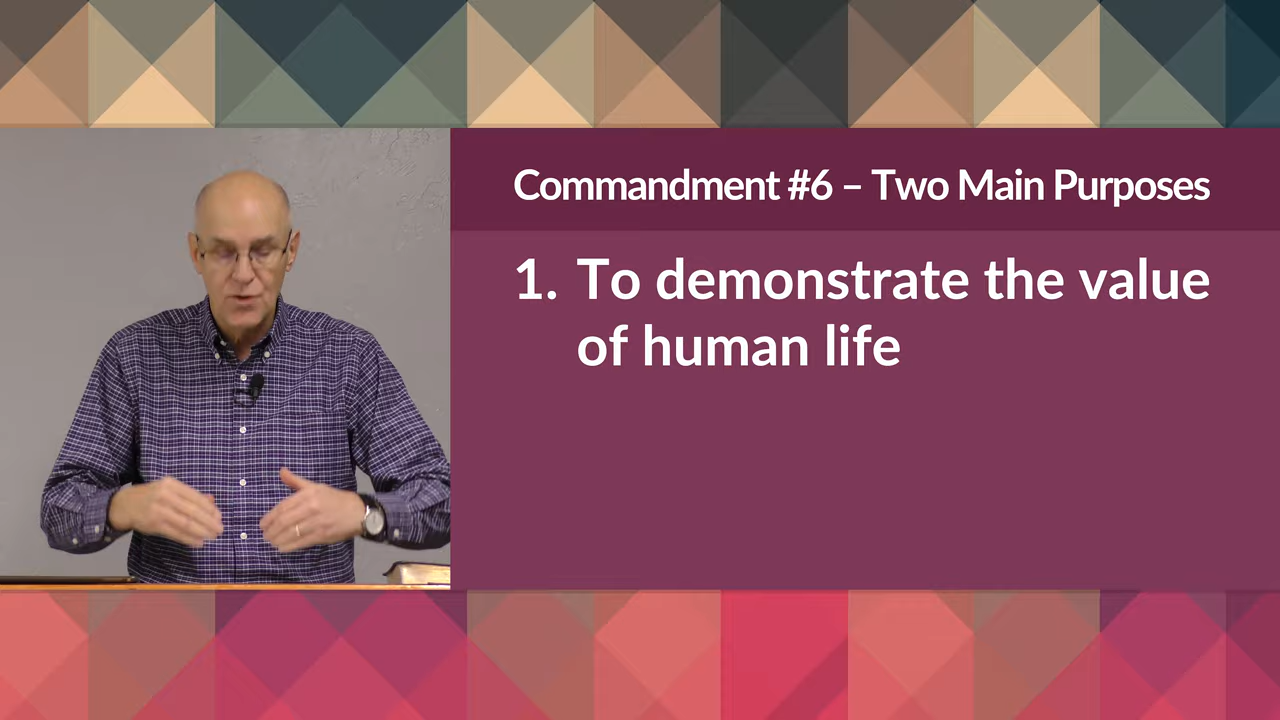 Commandment #6 – Two Main Purposes
1. To demonstrate the value
of human life